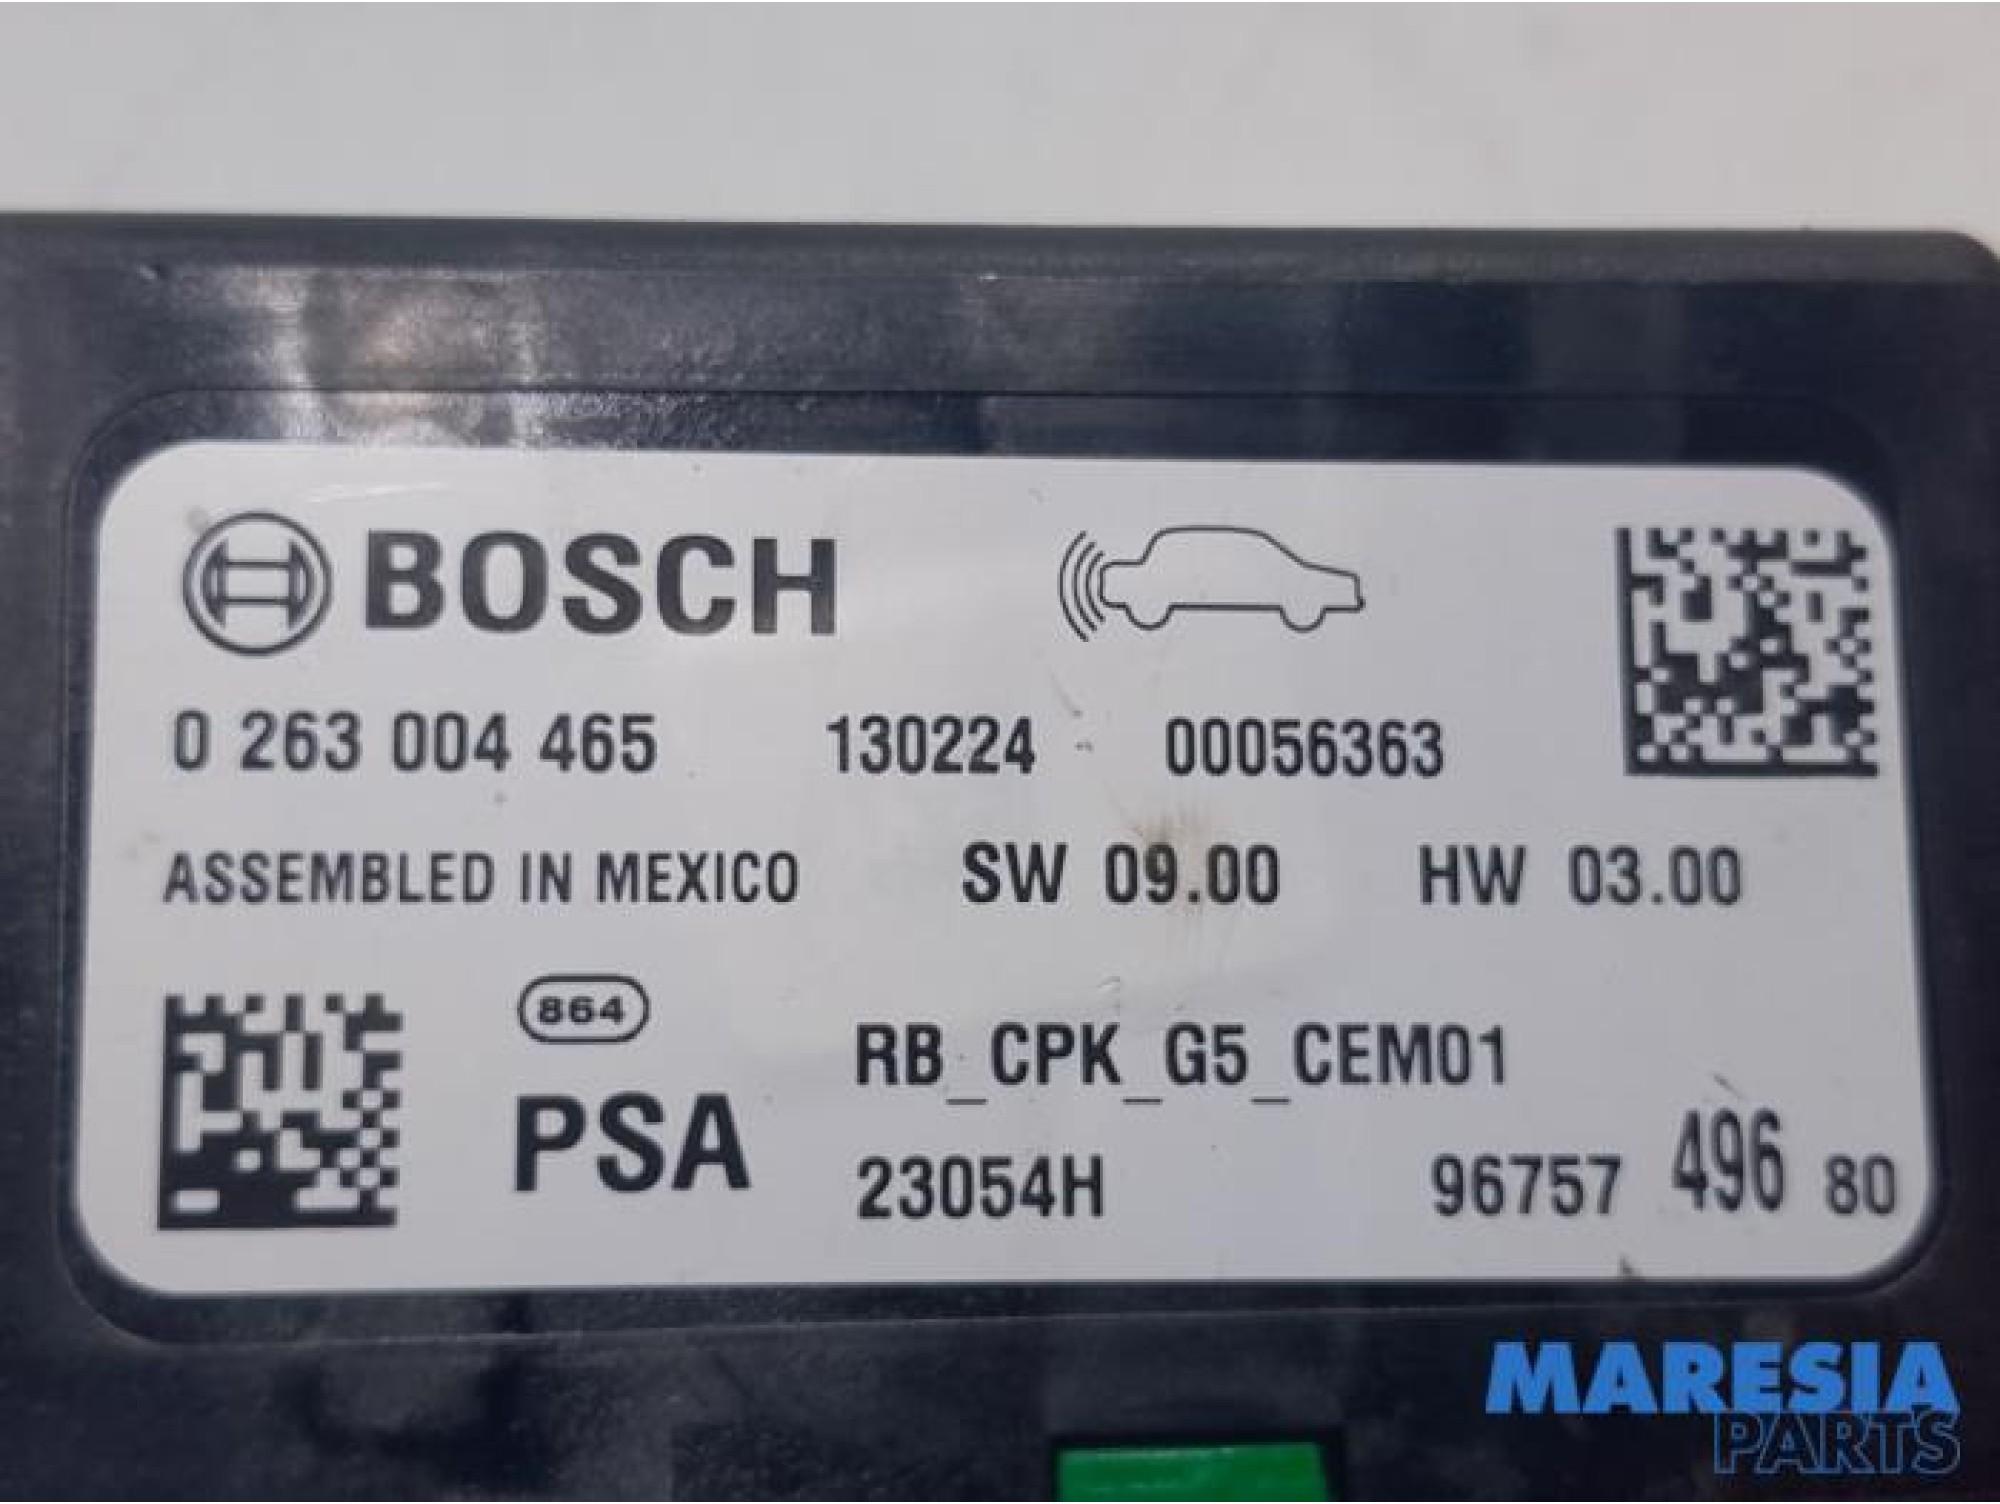 BOSCH
0 263 004 465 130224 00056363
ASSEMBLED IN MEXICO SW 09.00 HW 03.00
864
RB_CPK_G5_CEM01
PSA
23054H 96757 496 80
MARESIA
PARTS